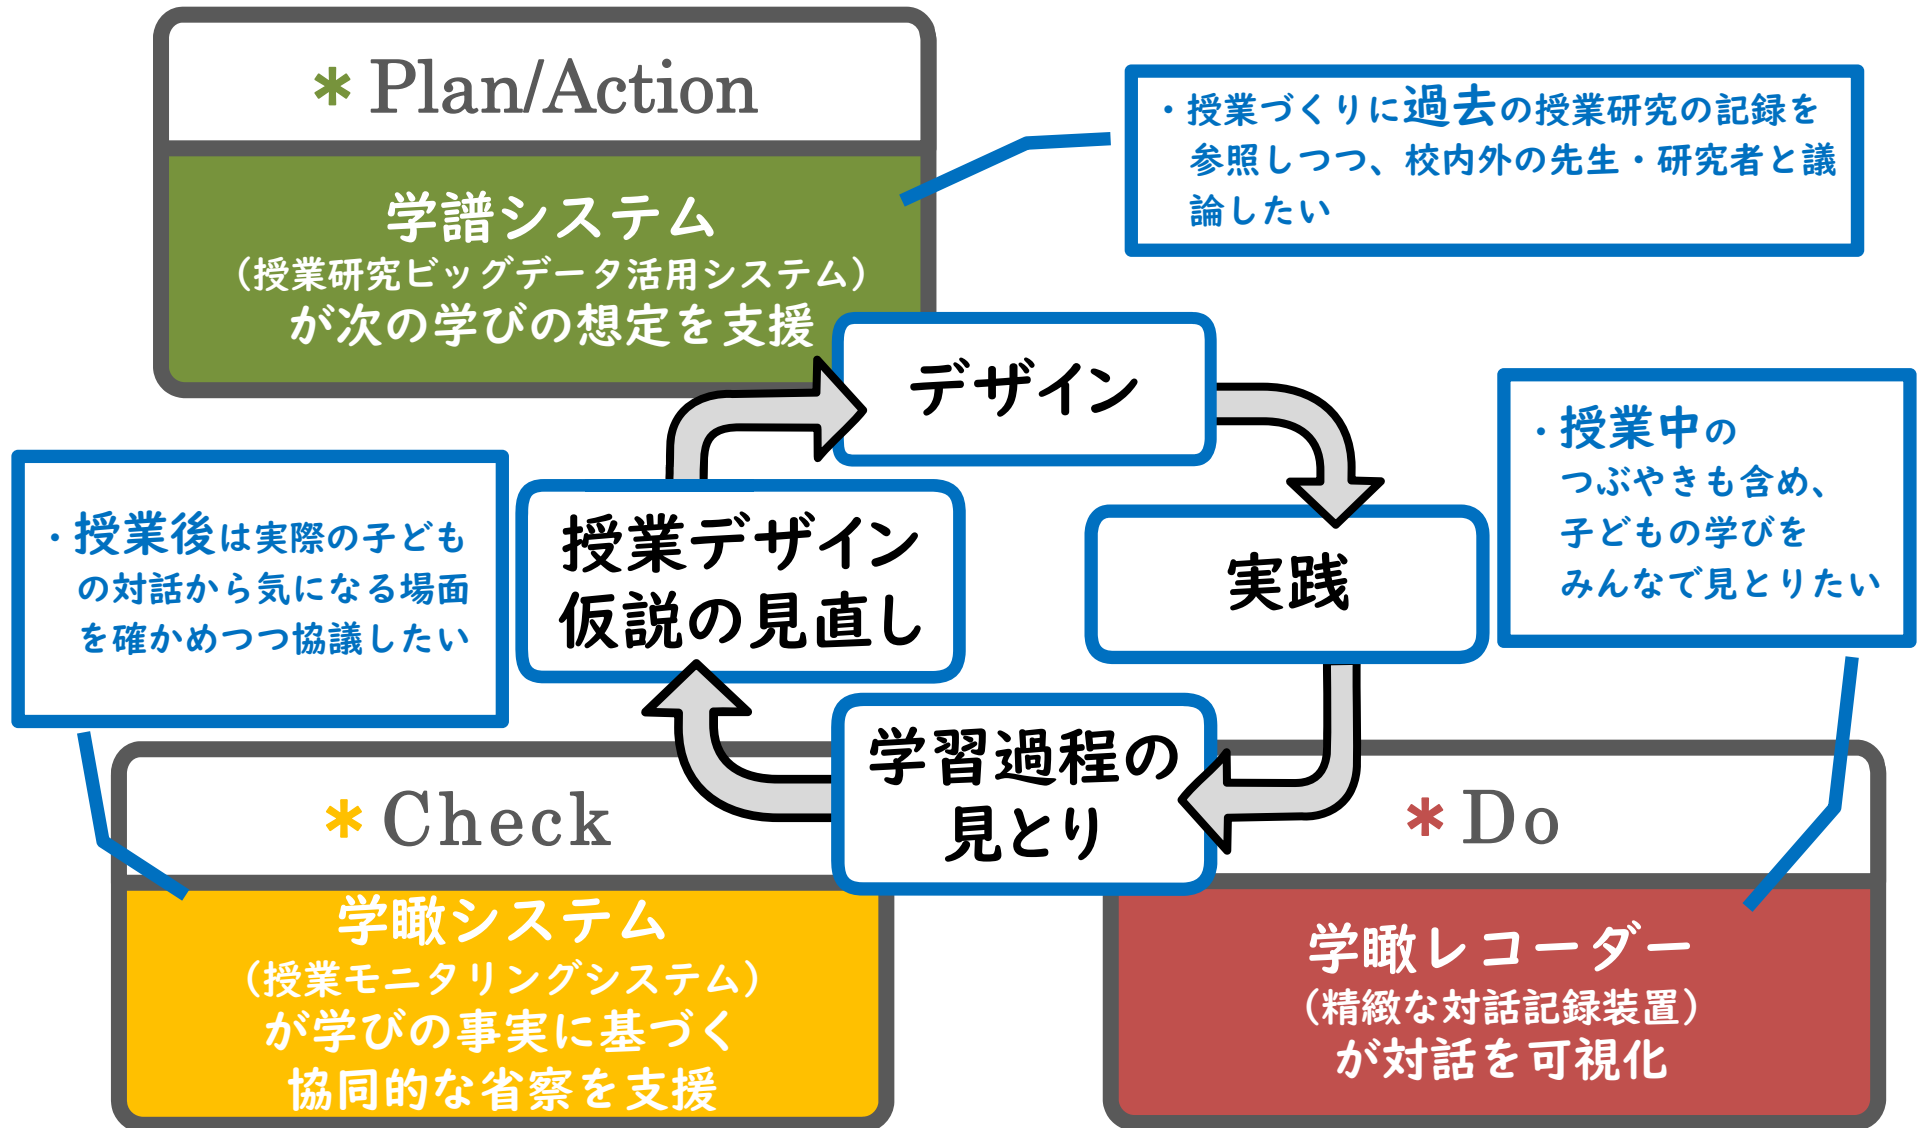 * Plan/Action
学譜システム
（授業研究ビッグデータ活用システム）
が次の学びの想定を支援
・授業づくりに過去の授業研究の記録を
参照しつつ、校内外の先生・研究者と議
論したい
デザイン
・授業中の
つぶやきも含め、
子どもの学びを
みんなで見とりたい
・授業後は実際の子ども
の対話から気になる場面
を確かめつつ協議したい
授業デザイン
仮説の見直し
実践
学習過程の
見とり
* Check
学瞰システム
（授業モニタリングシステム）
が学びの事実に基づく
協同的な省察を支援
* Do
学瞰レコーダー
（精緻な対話記録装置）
が対話を可視化